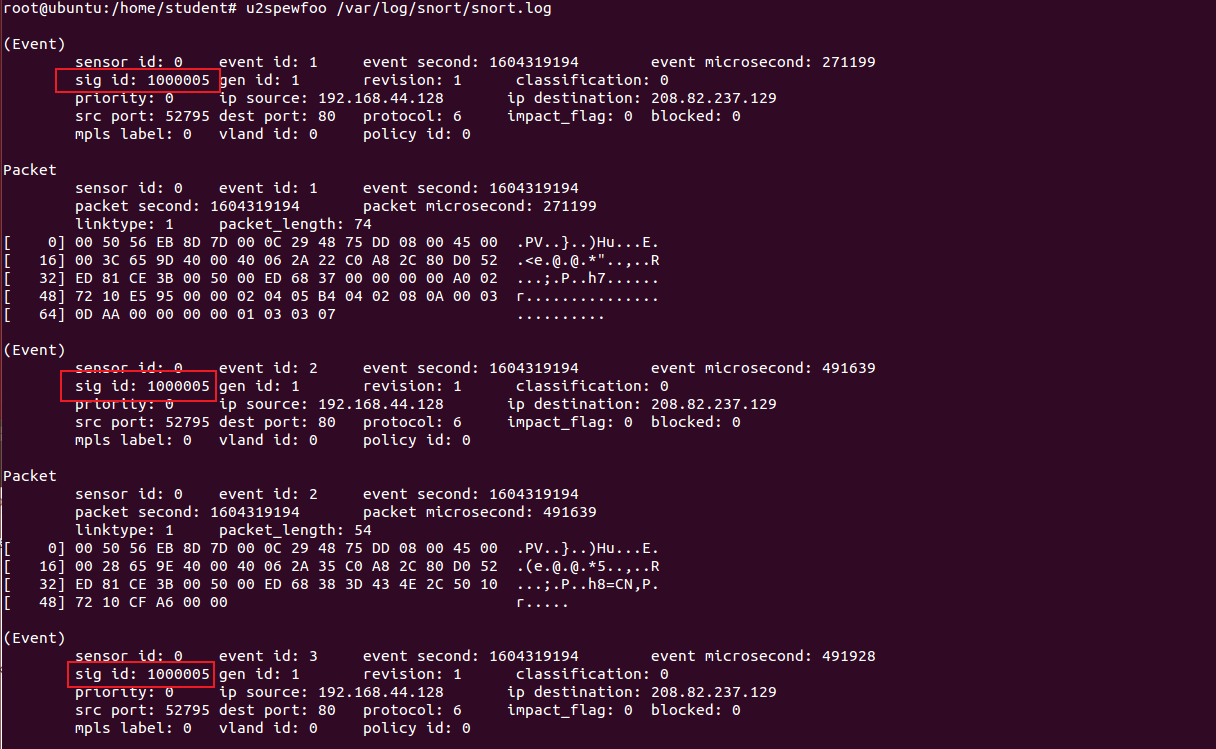 root@ubuntu:/home/student# u2spewfoo /var/log/snort/snort.log
(Event)
sensor id: 0 event id: 1 event second: 1604319194 event microsecond: 271199
sig id: 1000005 gen id: 1 revision: 1 classification: 0
priority: 0 ip source: 192.168.44.128 ip destination: 208.82.237.129
src port: 52795 dest port: 80 protocol: 6 impact_flag: 0 blocked: 0
mpls label: 0 vland id: 0 policy id: 0
Packet
sensor id: 0 event id: 1 event second: 1604319194
packet second: 1604319194 packet microsecond: 271199
linktype: 1 packet_length: 74
[ 0] 00 50 56 EB 8D 7D 00 0C 29 48 75 DD 08 00 45 00 .PV..}..)Hu...E.
[ 16] 00 3C 65 9D 40 00 40 06 2A 22 C0 A8 2C 80 D0 52 .<e.@.@.*"..,..R
[ 32] ED 81 CE 3B 00 50 00 ED 68 37 00 00 00 00 A0 02 ...;.P..h7......
[ 48] 72 10 E5 95 00 00 02 04 05 B4 04 02 08 0A 00 03 r...............
[ 64] 0D AA 00 00 00 00 01 03 03 07 ..........
(Event)
sensor id: 0 event id: 2 event second: 1604319194 event microsecond: 491639
sig id: 1000005 gen id: 1 revision: 1 classification: 0
priority: 0 ip source: 192.168.44.128 ip destination: 208.82.237.129
src port: 52795 dest port: 80 protocol: 6 impact_flag: 0 blocked: 0
mpls label: 0 vland id: 0 policy id: 0
Packet
sensor id: 0 event id: 2 event second: 1604319194
packet second: 1604319194 packet microsecond: 491639
linktype: 1 packet_length: 54
[ 0] 00 50 56 EB 8D 7D 00 0C 29 48 75 DD 08 00 45 00 .PV..}..)Hu...E.
[ 16] 00 28 65 9E 40 00 40 06 2A 35 C0 A8 2C 80 D0 52 .(e.@.@.*5..,..R
[ 32] ED 81 CE 3B 00 50 00 ED 68 38 3D 43 4E 2C 50 10 ...;.P..h8=CN,P.
[ 48] 72 10 CF A6 00 00 r.....
(Event)
sensor id: 0 event id: 3 event second: 1604319194 event microsecond: 491928
sig id: 1000005 gen id: 1 revision: 1 classification: 0
priority: 0 ip source: 192.168.44.128 ip destination: 208.82.237.129
src port: 52795 dest port: 80 protocol: 6 impact_flag: 0 blocked: 0
mpls label: 0 vland id: 0 policy id: 0